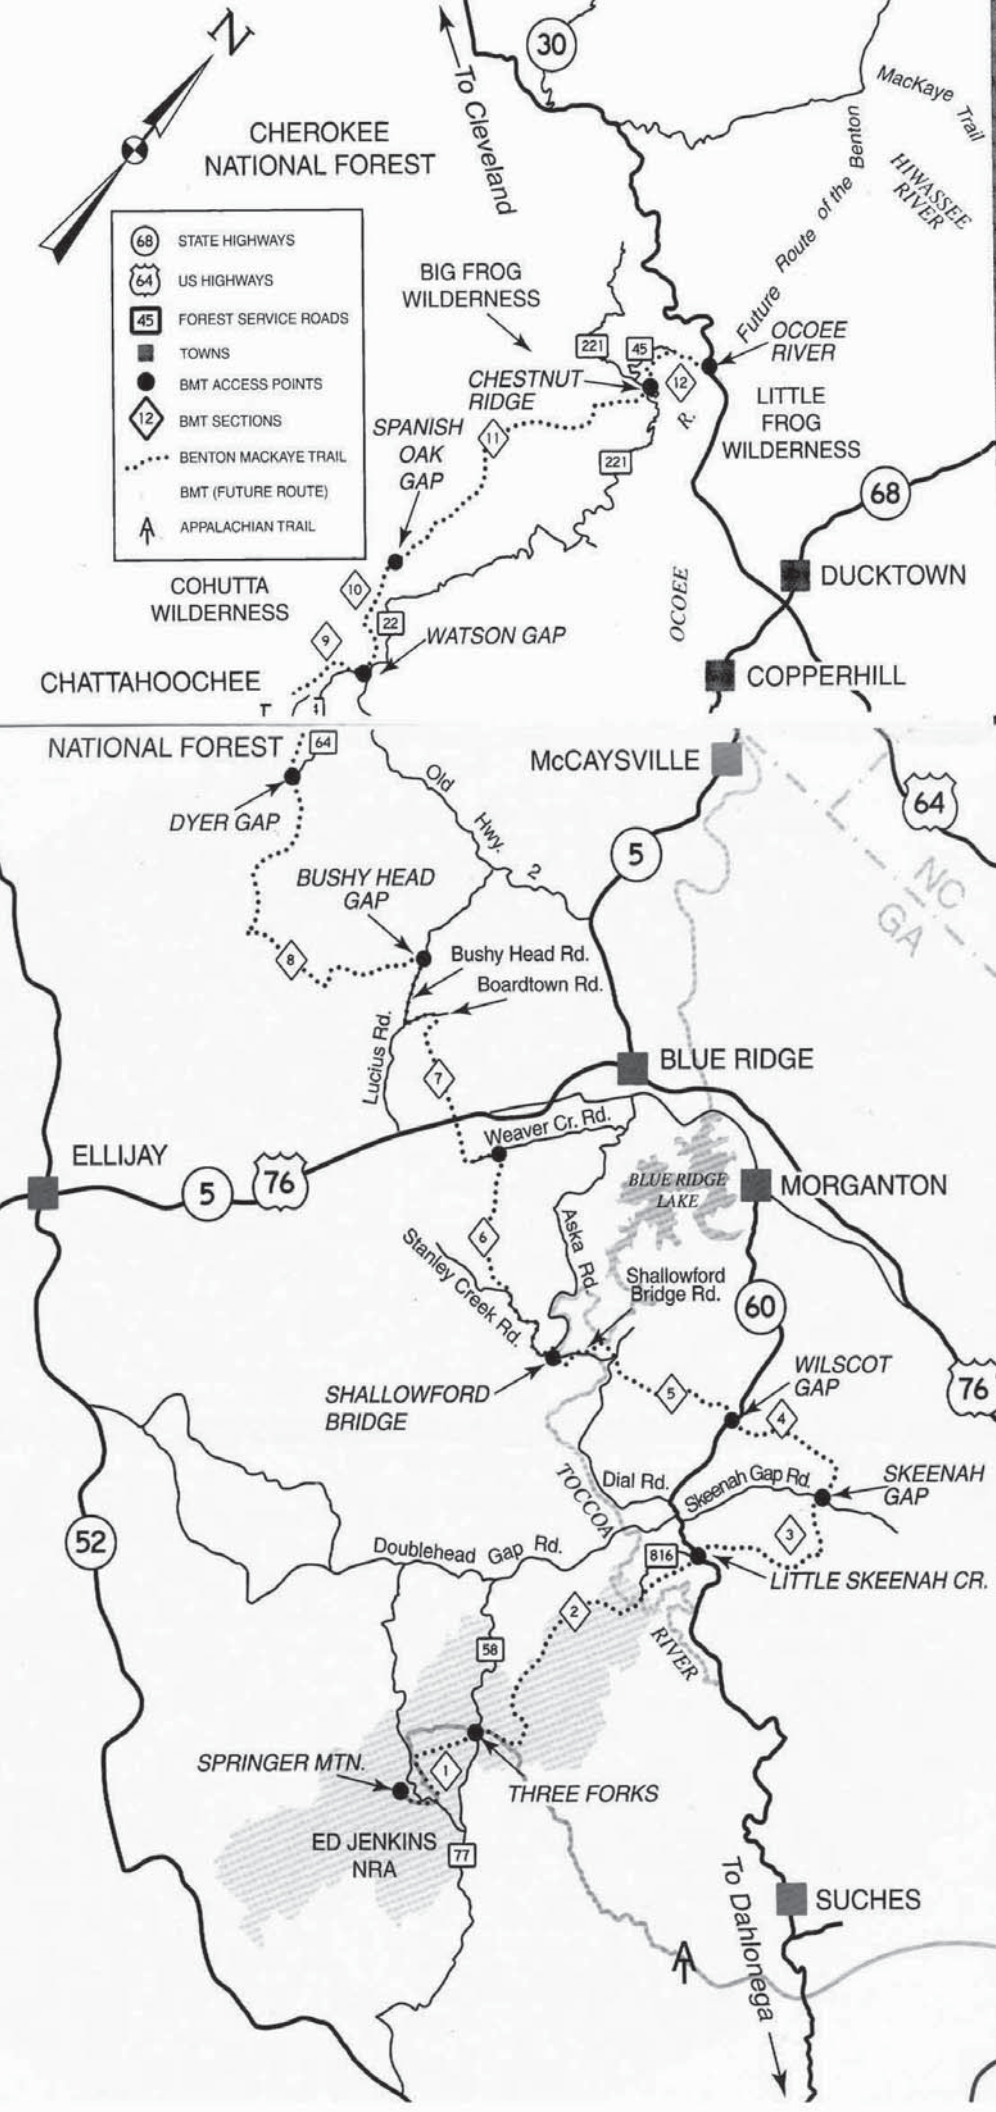 N
30
To Cleveland
MacKaye Trail
CHEROKEE
NATIONAL FOREST
HIWASSEE
RIVER
Future Route of the Benton
68 STATE HIGHWAYS
64 US HIGHWAYS
45 FOREST SERVICE ROADS
TOWNS
BMT ACCESS POINTS
12 BMT SECTIONS
BENTON MACKAYE TRAIL
BMT (FUTURE ROUTE)
APPALACHIAN TRAIL
BIG FROG
WILDERNESS
221
45
OCOEE
RIVER
CHESTNUT
RIDGE
12
R.
LITTLE
FROG
WILDERNESS
SPANISH
OAK
GAP
11
221
68
DUCKTOWN
COHUTTA
WILDERNESS
10
22
OCOEE
9
WATSON GAP
CHATTAHOOCHEE
COPPERHILL
NATIONAL FOREST
64
McCAYSVILLE
Old
Hwy.
2
DYER GAP
5
64
NC
GA
BUSHY HEAD
GAP
8
Bushy Head Rd.
Boardtown Rd.
Lucius Rd.
7
BLUE RIDGE
Weaver Cr. Rd.
ELLIJAY
5
76
BLUE RIDGE
LAKE
MORGANTON
6
Aska Rd.
Stanley Creek Rd.
Shallowford
Bridge Rd.
60
76
SHALLOWFORD
BRIDGE
5
WILSCOT
GAP
4
TOCCOA
Dial Rd.
Skeenah Gap Rd.
SKEENAH
GAP
52
Doublehead Gap Rd.
816
3
LITTLE SKEENAH CR.
2
RIVER
58
SPRINGER MTN.
1
THREE FORKS
ED JENKINS
NRA
77
To Dahlonega
SUCHES